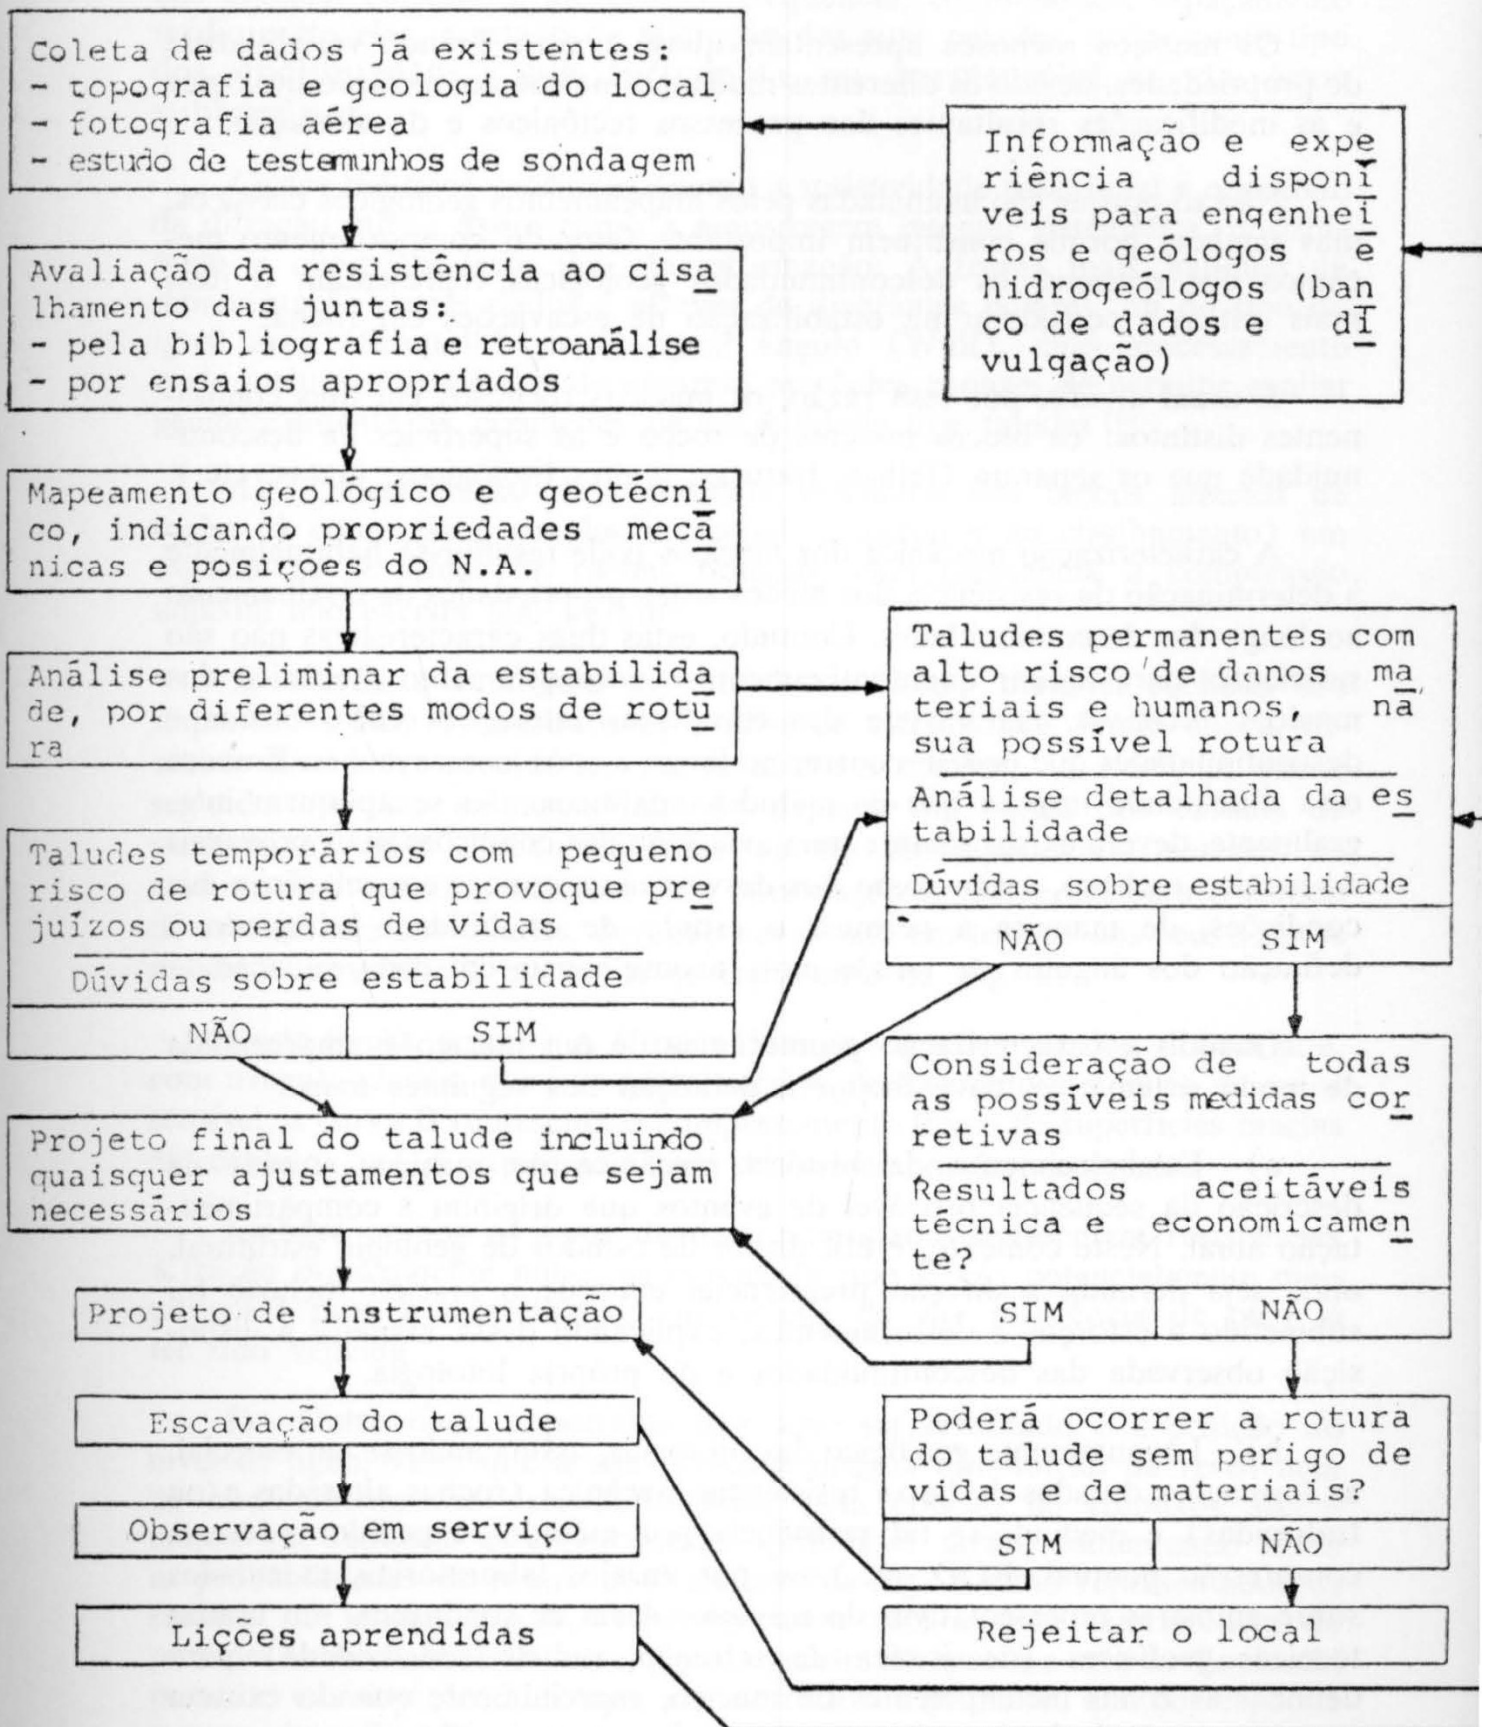 Coleta de dados já existentes:
- topografia e geologia do local
- fotografia aérea
- estudo de testemunhos de sondagem
Informação e expe
riência disponí
veis para engenhei
ros e geólogos e
hidrogeólogos (ban
co de dados e di
vulgação)
Avaliação da resistência ao cisa
lhamento das juntas:
- pela bibliografia e retroanálise
- por ensaios apropriados
Mapeamento geológico e geotécni
co, indicando propriedades mecâ
nicas e posições do N.A.
Análise preliminar da estabilida
de, por diferentes modos de rotu
ra
Taludes permanentes com
alto risco de danos ma
teriais e humanos, na
sua possível rotura
Análise detalhada da es
tabilidade
Dúvidas sobre estabilidade
NÃO SIM
Taludes temporários com pequeno
risco de rotura que provoque pre
juízos ou perdas de vidas
Dúvidas sobre estabilidade
NÃO SIM
Consideração de todas
as possíveis medidas cor
retivas
Resultados aceitáveis
técnica e economicamen
te?
SIM NÃO
Projeto final do talude incluindo
quaisquer ajustamentos que sejam
necessários
Projeto de instrumentação
Escavação do talude
Observação em serviço
Lições aprendidas
Poderá ocorrer a rotura
do talude sem perigo de
vidas e de materiais?
SIM NÃO
Rejeitar o local